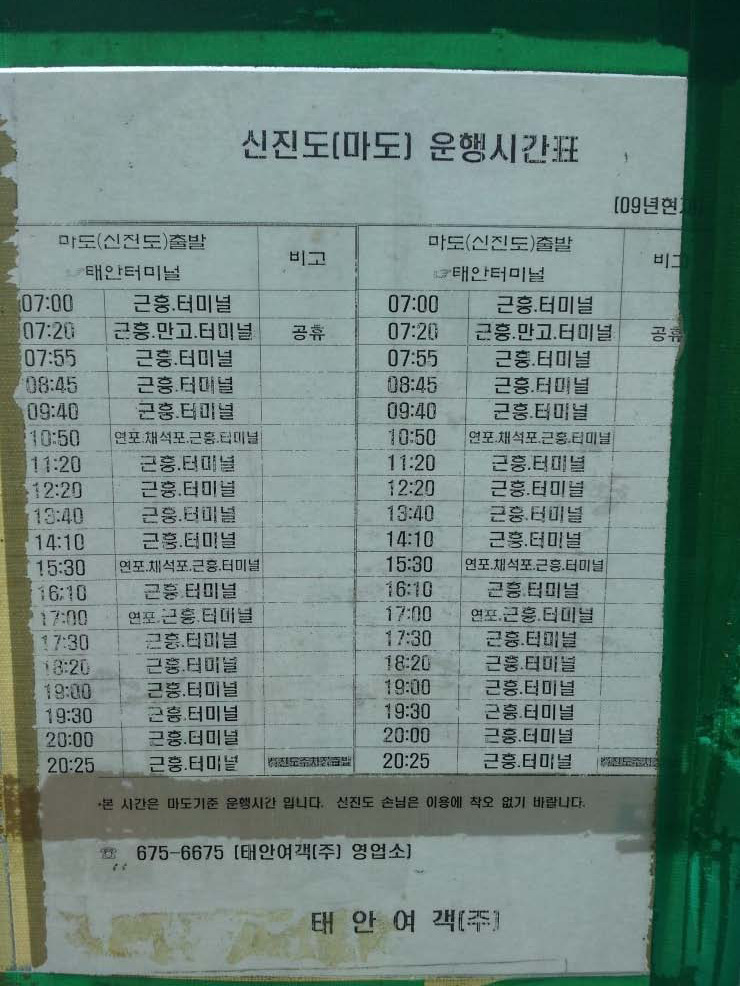 신진도(마도) 운행시간표
(09년현재)
마도(신진도)출발 비고 마도(신진도)출발 비고
☞태안터미널 ☞태안터미널
07:00 근흥.터미널 07:00 근흥.터미널
07:20 근흥.만고.터미널 공휴 07:20 근흥.만고.터미널 공휴
07:55 근흥.터미널 07:55 근흥.터미널
08:45 근흥.터미널 08:45 근흥.터미널
09:40 근흥.터미널 09:40 근흥.터미널
10:50 연포.채석포.근흥.터미널 10:50 연포.채석포.근흥.터미널
11:20 근흥.터미널 11:20 근흥.터미널
12:20 근흥.터미널 12:20 근흥.터미널
13:40 근흥.터미널 13:40 근흥.터미널
14:10 근흥.터미널 14:10 근흥.터미널
15:30 연포.채석포.근흥.터미널 15:30 연포.채석포.근흥.터미널
16:10 근흥.터미널 16:10 근흥.터미널
17:00 연포.근흥.터미널 17:00 연포.근흥.터미널
17:30 근흥.터미널 17:30 근흥.터미널
18:20 근흥.터미널 18:20 근흥.터미널
19:00 근흥.터미널 19:00 근흥.터미널
19:30 근흥.터미널 19:30 근흥.터미널
20:00 근흥.터미널 20:00 근흥.터미널
20:25 근흥.터미널 20:25 근흥.터미널
*본 시간은 마도기준 운행시간 입니다. 신진도 손님은 이용에 착오 없기 바랍니다.
☏ 675-6675 (태안여객(주) 영업소)
태 안 여 객(주)